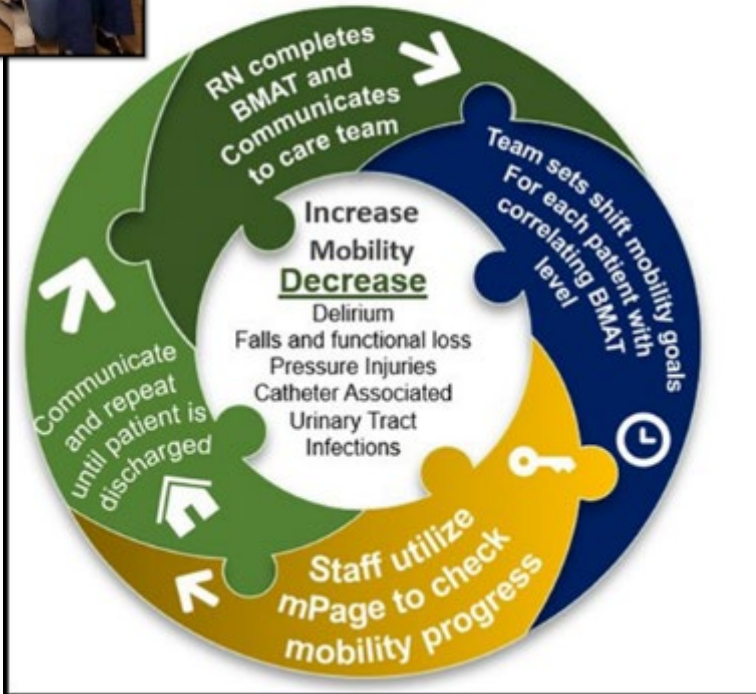 RN completes
BMAT and
Communicates
to care team
Team sets shift mobility goals
For each patient with
correlating BMAT
level
Staff utilize
mPage to check
mobility progress
Communicate
and repeat
until patient is
discharged
Increase
Mobility
Decrease
Delirium
Falls and functional loss
Pressure Injuries
Catheter Associated
Urinary Tract
Infections